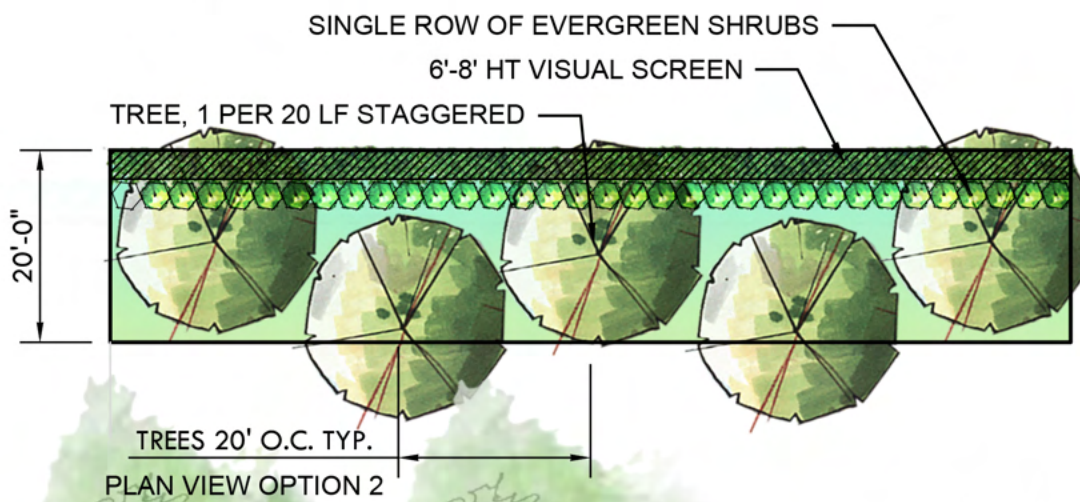 SINGLE ROW OF EVERGREEN SHRUBS
6'-8' HT VISUAL SCREEN
TREE, 1 PER 20 LF STAGGERED
20'-0"
TREES 20' O.C. TYP.
PLAN VIEW OPTION 2